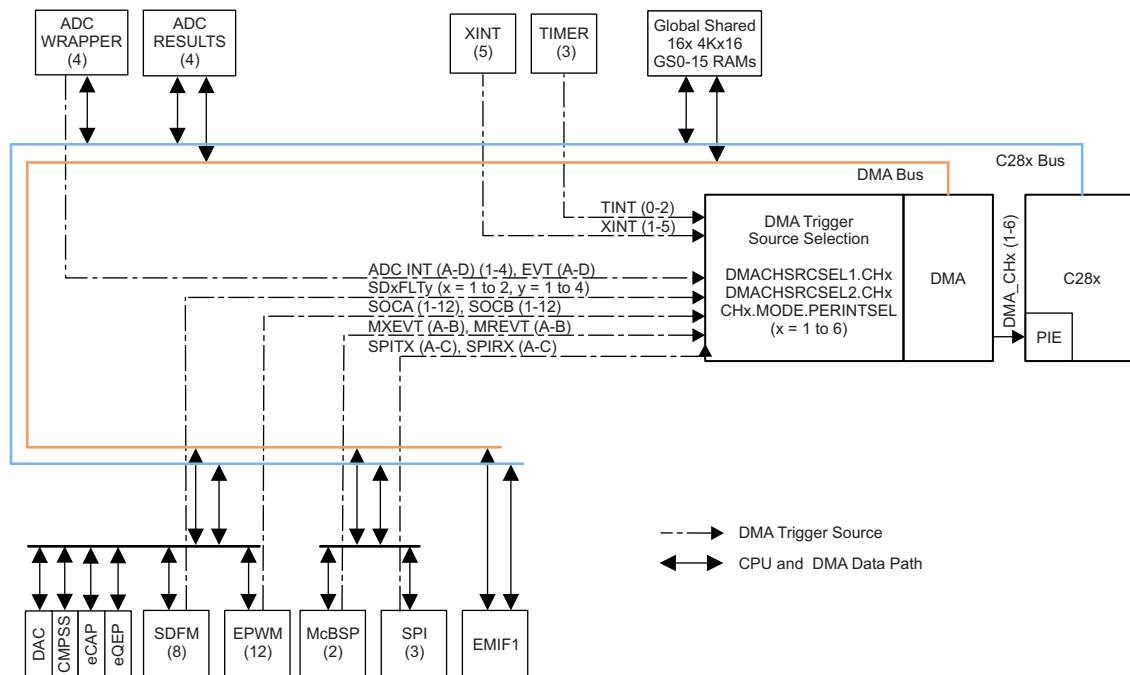 ADC
WRAPPER
(4)
ADC
RESULTS
(4)
XINT
(5)
TIMER
(3)
Global Shared
16x 4Kx16
GS0-15 RAMs
C28x Bus
DMA Bus
TINT (0-2)
XINT (1-5)
ADC INT (A-D) (1-4), EVT (A-D)
SDxFLTy (x = 1 to 2, y = 1 to 4)
SOCA (1-12), SOCB (1-12)
MXEVT (A-B), MREVT (A-B)
SPITX (A-C), SPIRX (A-C)
DMA Trigger
Source Selection
DMACHSRCSEL1.CHx
DMACHSRCSEL2.CHx
CHx.MODE.PERINTSEL
(x = 1 to 6)
DMA
DMA_CHx (1-6)
C28x
PIE
DMA Trigger Source
CPU and DMA Data Path
DAC
CMPSS
eCAP
eQEP
SDFM
(8)
EPWM
(12)
McBSP
(2)
SPI
(3)
EMIF1